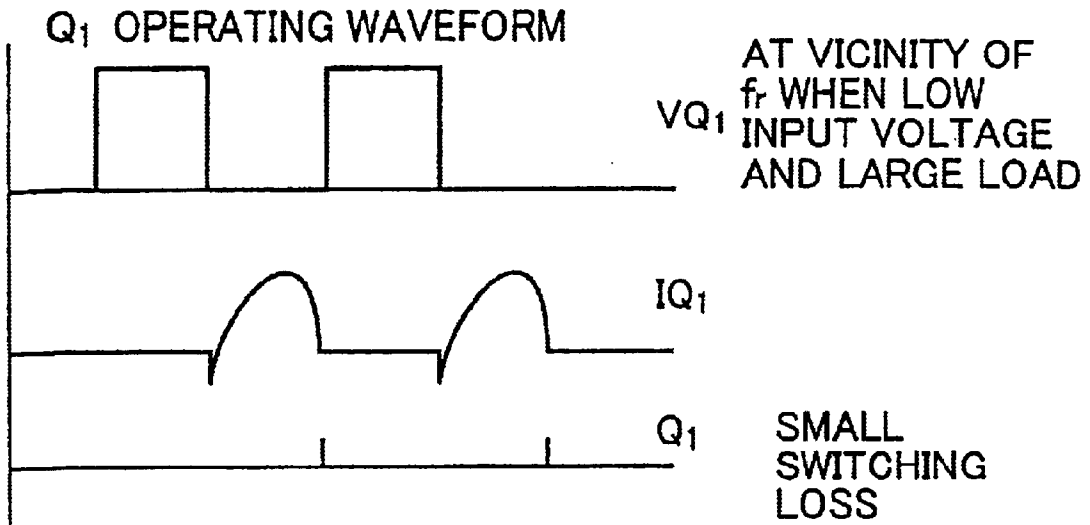 Q₁ OPERATING WAVEFORM
VQ₁
AT VICINITY OF
fr WHEN LOW
INPUT VOLTAGE
AND LARGE LOAD
IQ₁
Q₁
SMALL
SWITCHING
LOSS